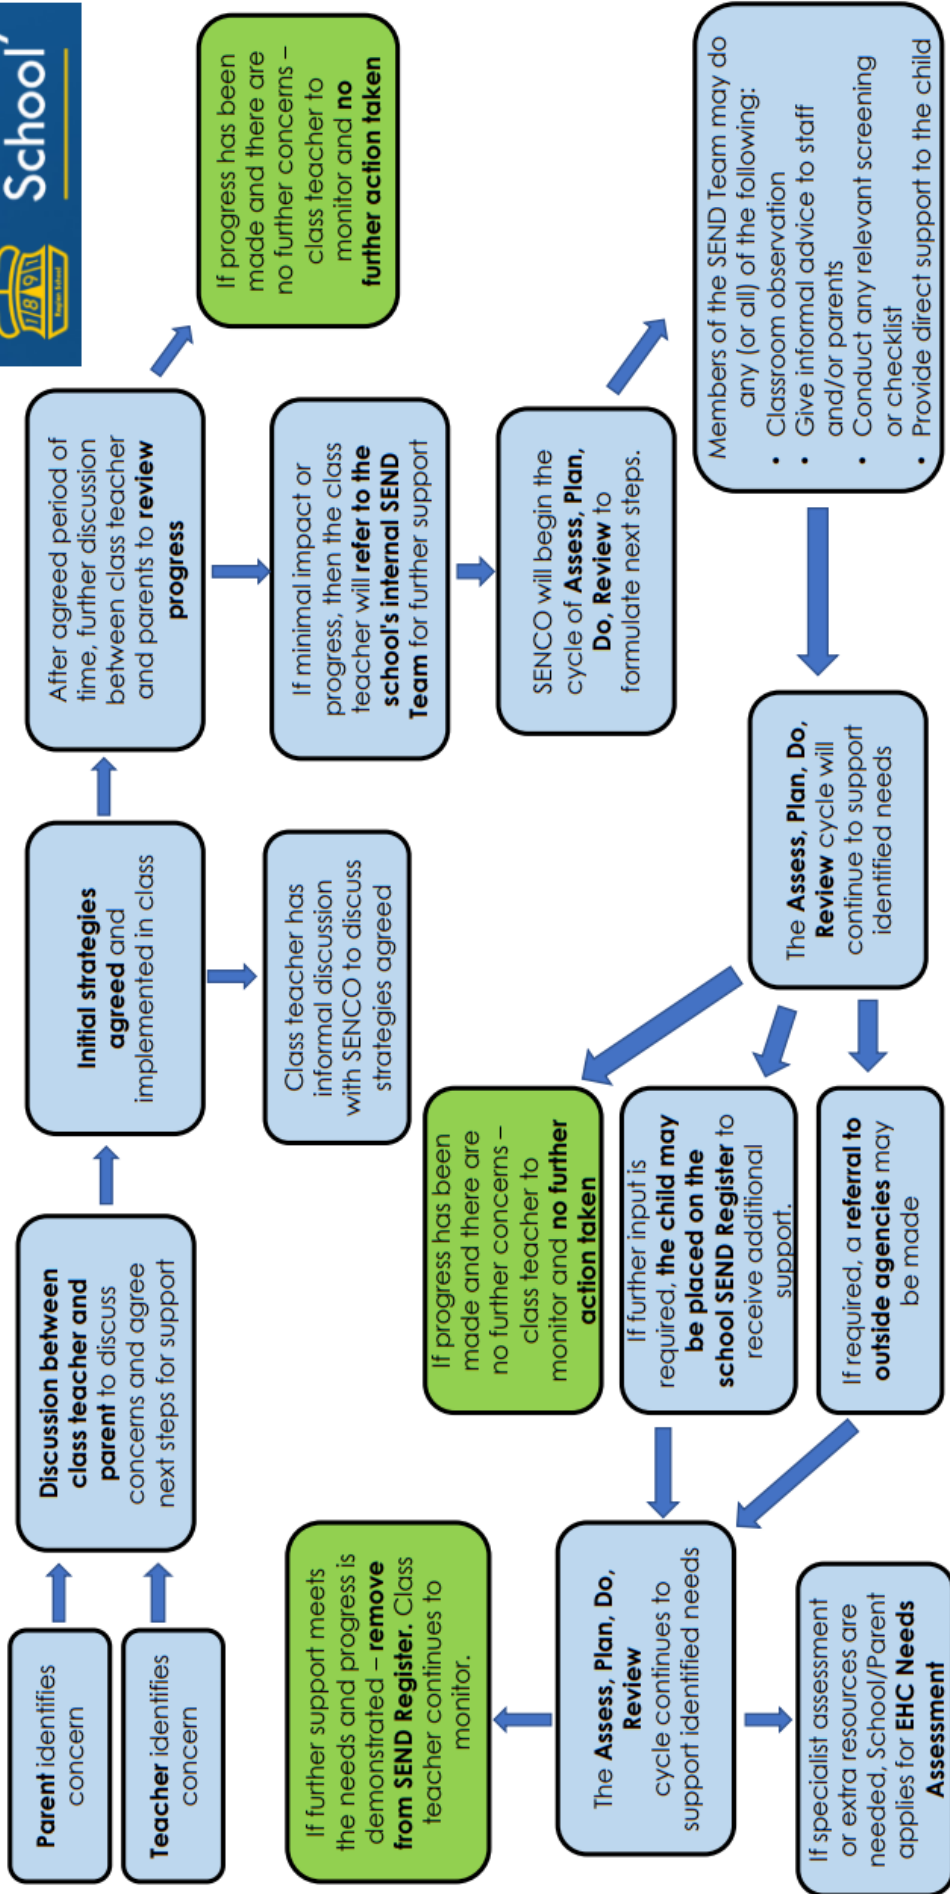 School'
1891
Parent identifies
concern
Teacher identifies
concern
Discussion between
class teacher and
parent to discuss
concerns and agree
next steps for support
Initial strategies
agreed and
implemented in class
Class teacher has
informal discussion
with SENCO to discuss
strategies agreed
After agreed period of
time, further discussion
between class teacher
and parents to review
progress
If progress has been
made and there are
no further concerns –
class teacher to
monitor and no
further action taken
If minimal impact or
progress, then the class
teacher will refer to the
school's internal SEND
Team for further support
SENCO will begin the
cycle of Assess, Plan,
Do, Review to
formulate next steps.
Members of the SEND Team may do
any (or all) of the following:
• Classroom observation
• Give informal advice to staff
and/or parents
• Conduct any relevant screening
or checklist
• Provide direct support to the child
The Assess, Plan, Do,
Review cycle will
continue to support
identified needs
If progress has been
made and there are
no further concerns –
class teacher to
monitor and no further
action taken
If further input is
required, the child may
be placed on the
school SEND Register to
receive additional
support.
If required, a referral to
outside agencies may
be made
The Assess, Plan, Do,
Review
cycle continues to
support identified needs
If further support meets
the needs and progress is
demonstrated – remove
from SEND Register. Class
teacher continues to
monitor.
If specialist assessment
or extra resources are
needed, School/Parent
applies for EHC Needs
Assessment